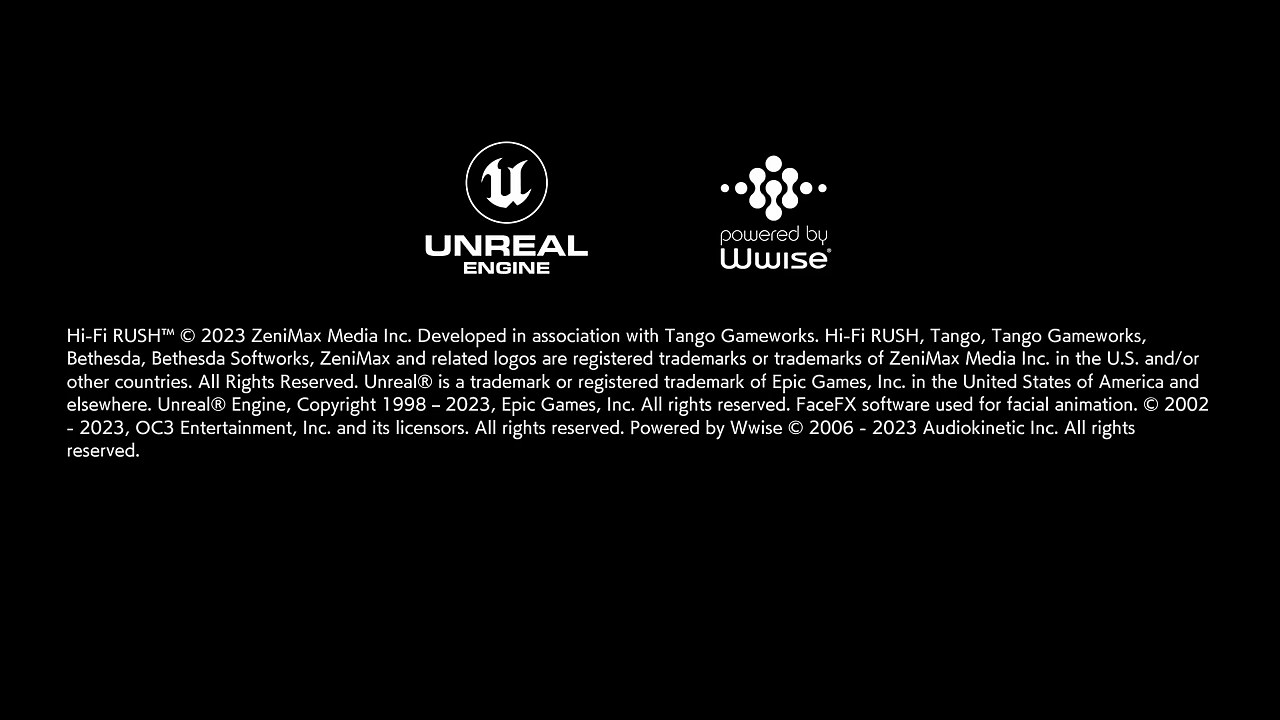 UNREAL
ENGINE
powered by
Wwise®
Hi-Fi RUSH™ © 2023 ZeniMax Media Inc. Developed in association with Tango Gameworks. Hi-Fi RUSH, Tango, Tango Gameworks,
Bethesda, Bethesda Softworks, ZeniMax and related logos are registered trademarks or trademarks of ZeniMax Media Inc. in the U.S. and/or
other countries. All Rights Reserved. Unreal® is a trademark or registered trademark of Epic Games, Inc. in the United States of America and
elsewhere. Unreal® Engine, Copyright 1998 – 2023, Epic Games, Inc. All rights reserved. FaceFX software used for facial animation. © 2002
- 2023, OC3 Entertainment, Inc. and its licensors. All rights reserved. Powered by Wwise © 2006 - 2023 Audiokinetic Inc. All rights
reserved.